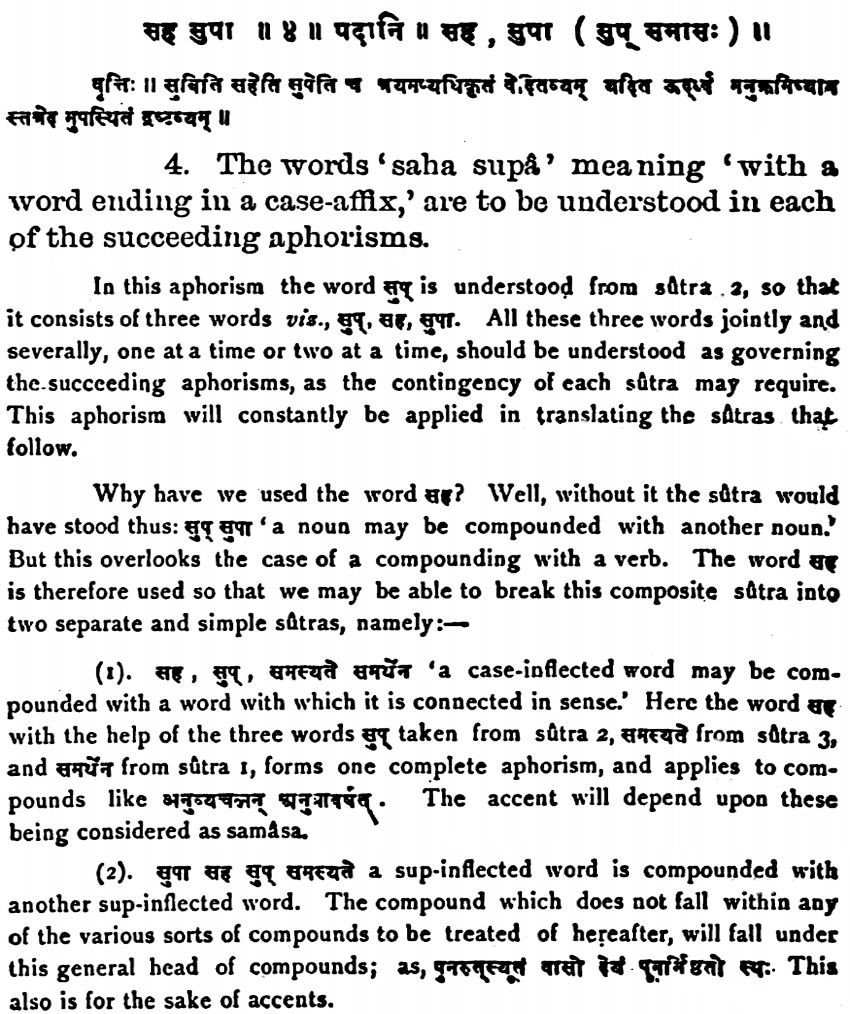 सह सुपा ॥ ४ ॥ पदानि ॥ सह , सुपा ( सुप् समासः ) ॥
वृत्तिः ॥ सुबिति सहेति सुपेति च त्रयमप्यधिकृतं वेदितव्यम् यदित ऊर्द्ध्व मनुक्रमिष्याम
स्तत्रेद मुपस्थितं द्रष्टव्यम् ॥
4. The words ‘saha supâ’ meaning ‘with a
word ending in a case-affix,’ are to be understood in each
of the succeeding aphorisms.
In this aphorism the word सुप् is understood from sûtra 2, so that
it consists of three words vis., सुप्, सह, सुपा. All these three words jointly and
severally, one at a time or two at a time, should be understood as governing
the succeeding aphorisms, as the contingency of each sûtra may require.
This aphorism will constantly be applied in translating the sûtras that
follow.
Why have we used the word सह? Well, without it the sûtra would
have stood thus: सुप् सुपा ‘a noun may be compounded with another noun.’
But this overlooks the case of a compounding with a verb. The word सह
is therefore used so that we may be able to break this composite sûtra into
two separate and simple sûtras, namely:—
(1). सह , सुप् , समस्यते समर्थेन ‘a case-inflected word may be com-
pounded with a word with which it is connected in sense.’ Here the word सह
with the help of the three words सुप् taken from sûtra 2, समस्यते from sûtra 3,
and समर्थेन from sûtra 1, forms one complete aphorism, and applies to com-
pounds like The accent will depend upon these
being considered as samâsa.
(2). सुपा सह सुप् समस्यते a sup-inflected word is compounded with
another sup-inflected word. The compound which does not fall within any
of the various sorts of compounds to be treated of hereafter, will fall under
this general head of compounds; as, पुनरुत्स्यूतं वासो देयं This
also is for the sake of accents.